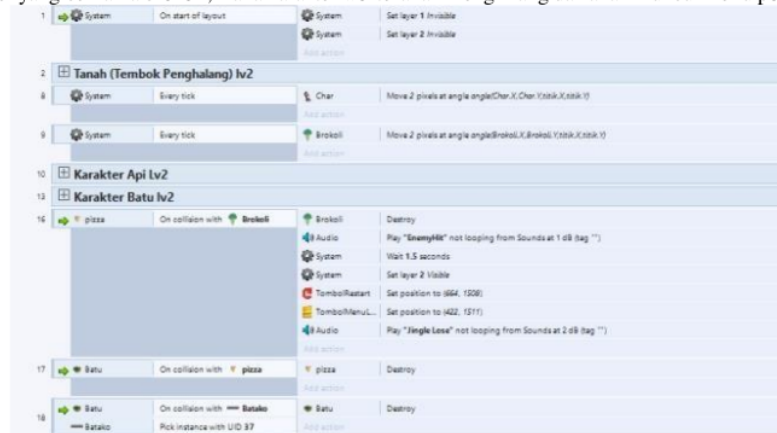 1 System On start of layout System Set layer 1 Invisible
System Set layer 2 Invisible
Add action
2 Tanah (Tembok Penghalang) lv2
8 System Every tick Char Move 2 pixels at angle angle(Char.X,Char.Y,titik.X,titik.Y)
Add action
9 System Every tick Brokoli Move 2 pixels at angle angle(Brokoli.X,Brokoli.Y,titik.X,titik.Y)
Add action
10 Karakter Api Lv2
13 Karakter Batu lv2
16 pizza On collision with Brokoli Brokoli Destroy
Audio Play "EnemyHit" not looping from Sounds at 1 dB (tag "")
System Wait 1.5 seconds
System Set layer 2 Visible
TombolRestart Set position to (664, 1508)
TombolMenuL... Set position to (422, 1511)
Audio Play "Jingle Lose" not looping from Sounds at 2 dB (tag "")
Add action
17 Batu On collision with pizza pizza Destroy
Add action
18 Batu On collision with Batako Batu Destroy
Batako Pick instance with UID 37 Add action